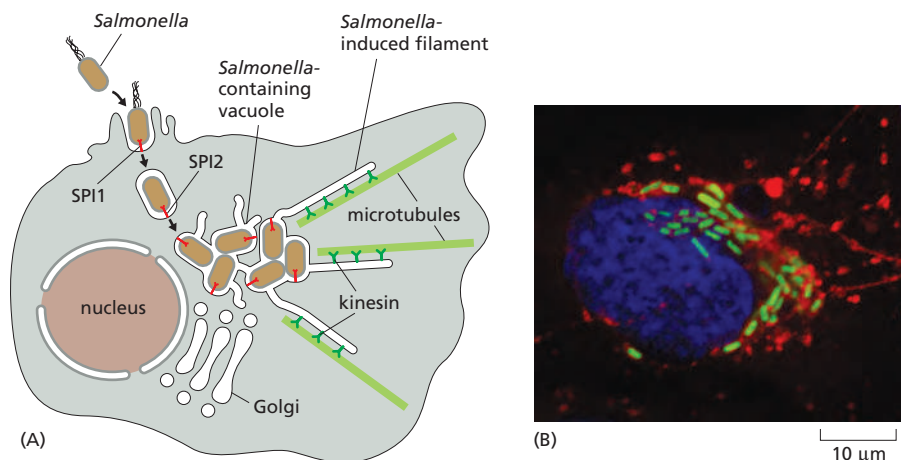 Salmonella
Salmonella-
induced filament
Salmonella-
containing
vacuole
SPI1
SPI2
microtubules
nucleus
kinesin
Golgi
(A)
(B)
10 μm